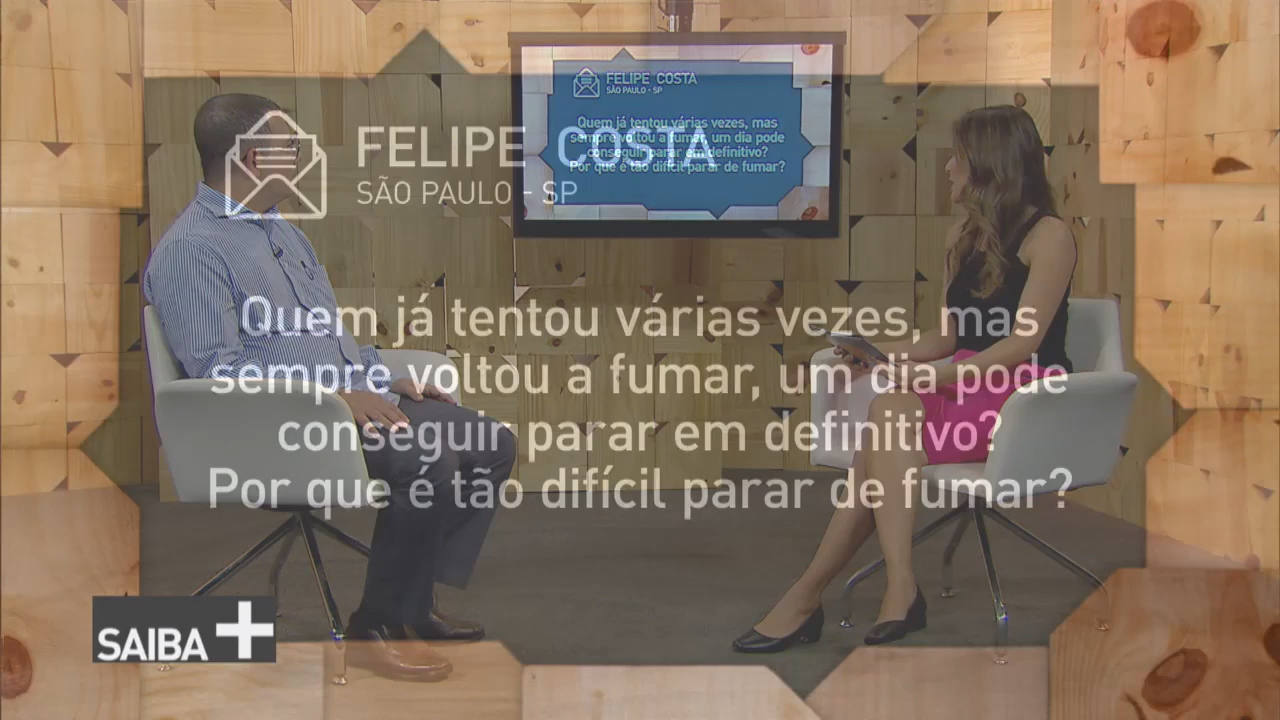 FELIPE COSTA
SÃO PAULO - SP
Quem já tentou várias vezes, mas
sempre voltou a fumar, um dia pode
conseguir parar em definitivo?
Por que é tão difícil parar de fumar?
FELIPE COSTA
SÃO PAULO - SP
Quem já tentou várias vezes, mas
sempre voltou a fumar, um dia pode
conseguir parar em definitivo?
Por que é tão difícil parar de fumar?
SAIBA+